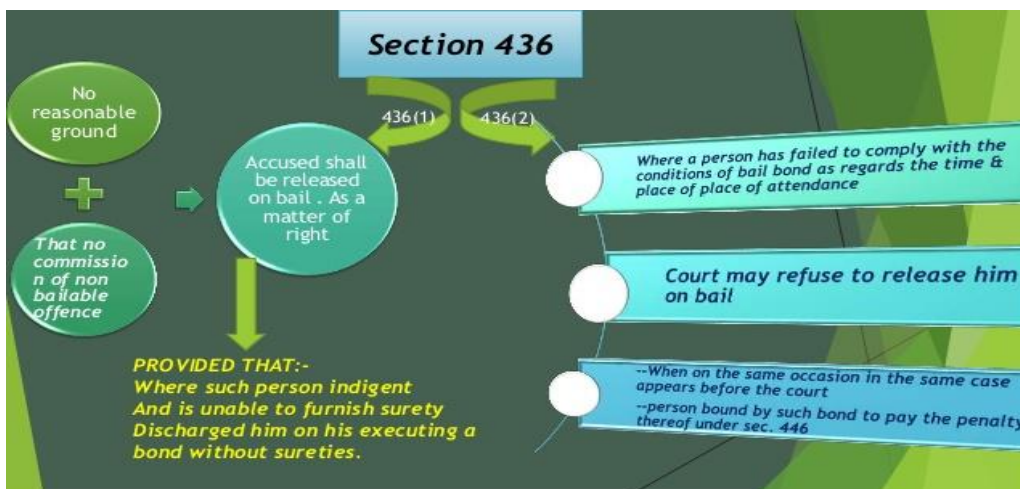 Section 436
436(1)
436(2)
No
reasonable
ground
That no
commissio
n of non
bailable
offence
Accused shall
be released
on bail . As a
matter of
right
PROVIDED THAT:-
Where such person indigent
And is unable to furnish surety
Discharged him on his executing a
bond without sureties.
Where a person has failed to comply with the
conditions of bail bond as regards the time &
place of place of attendance
Court may refuse to release him
on bail
--When on the same occasion in the same case
appears before the court
--person bound by such bond to pay the penalty
thereof under sec. 446